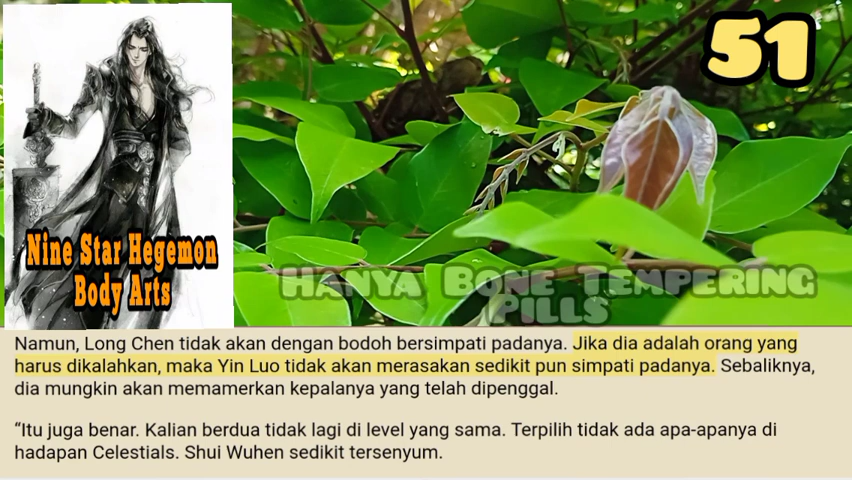 51
Nine Star Hegemon
Body Arts
Hanya Bone Tempering
Pills
Namun, Long Chen tidak akan dengan bodoh bersimpati padanya. Jika dia adalah orang yang
harus dikalahkan, maka Yin Luo tidak akan merasakan sedikit pun simpati padanya. Sebaliknya,
dia mungkin akan memamerkan kepalanya yang telah dipenggal.
“Itu juga benar. Kalian berdua tidak lagi di level yang sama. Terpilih tidak ada apa-apanya di
hadapan Celestials. Shui Wuhen sedikit tersenyum.